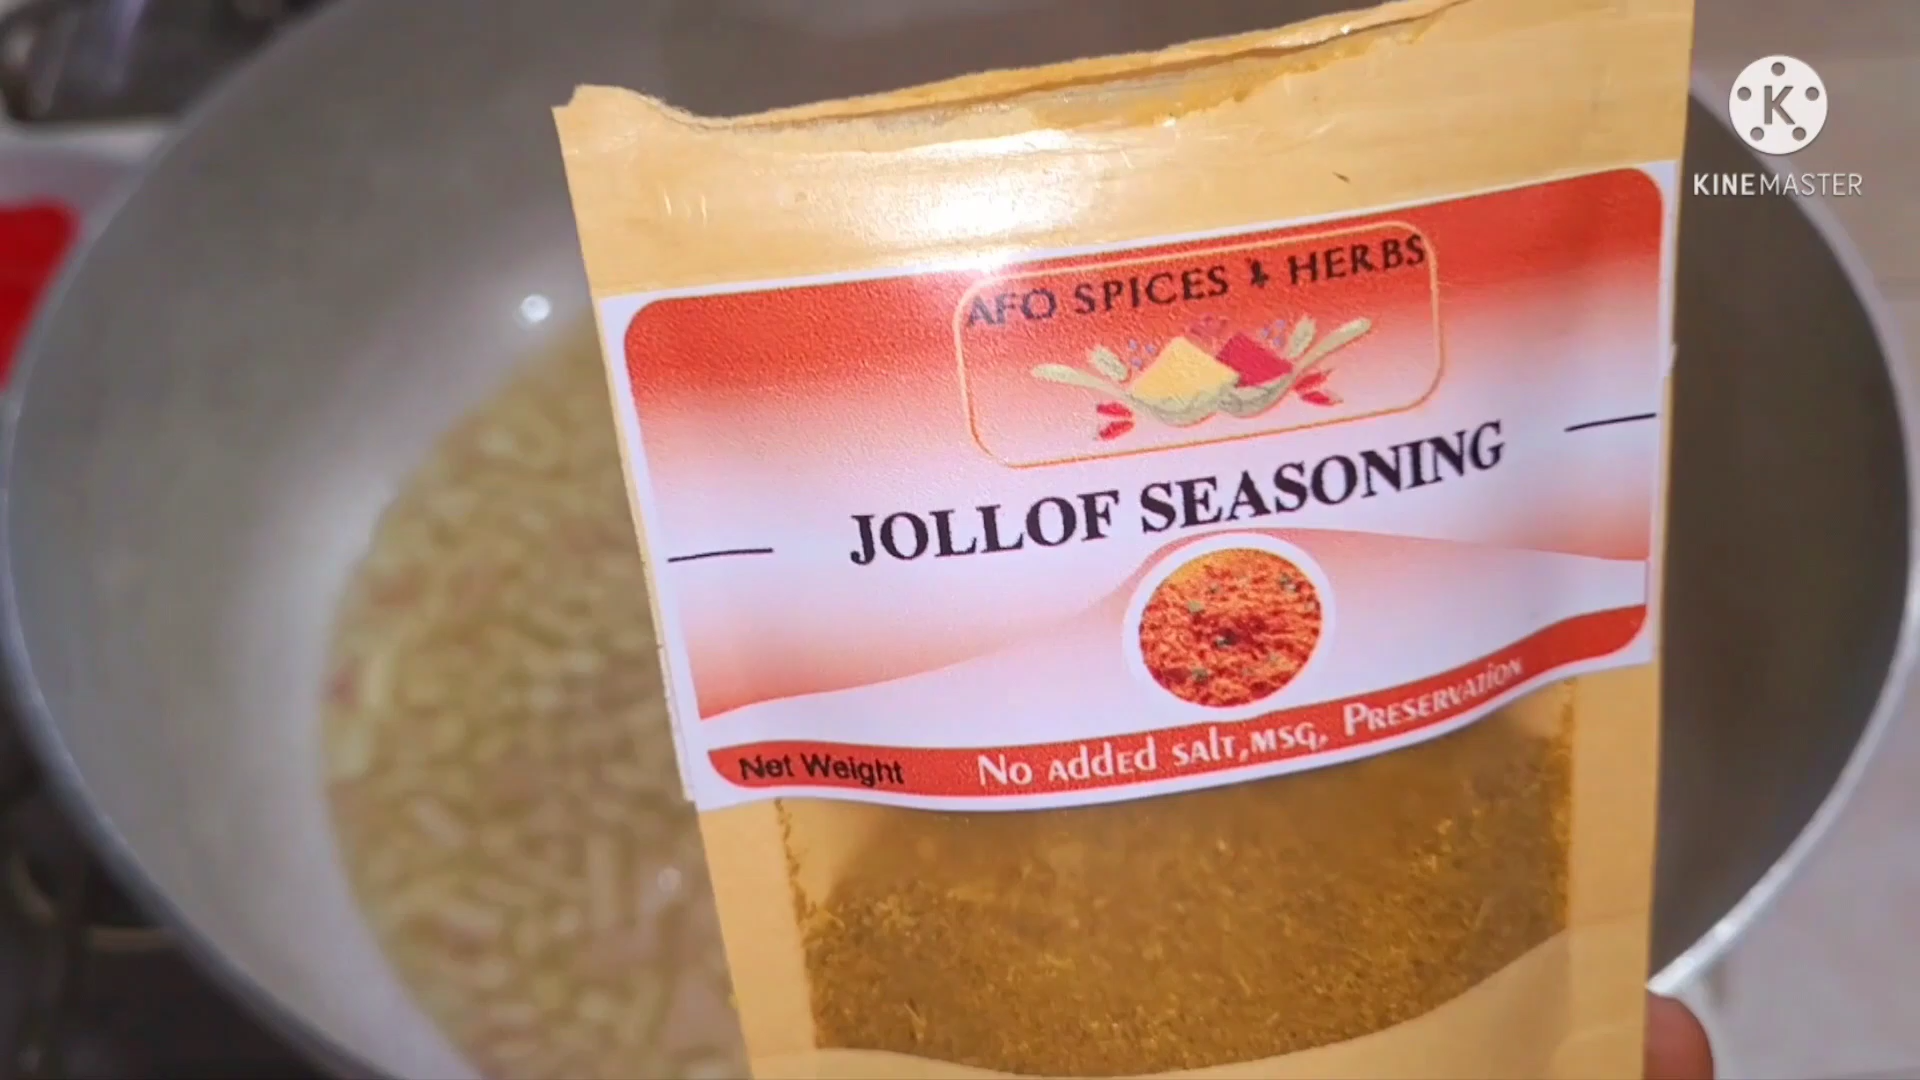 K
KINEMASTER
AFO SPICES & HERBS
JOLLOF SEASONING
Net Weight
No added salt, MSG, Preservation